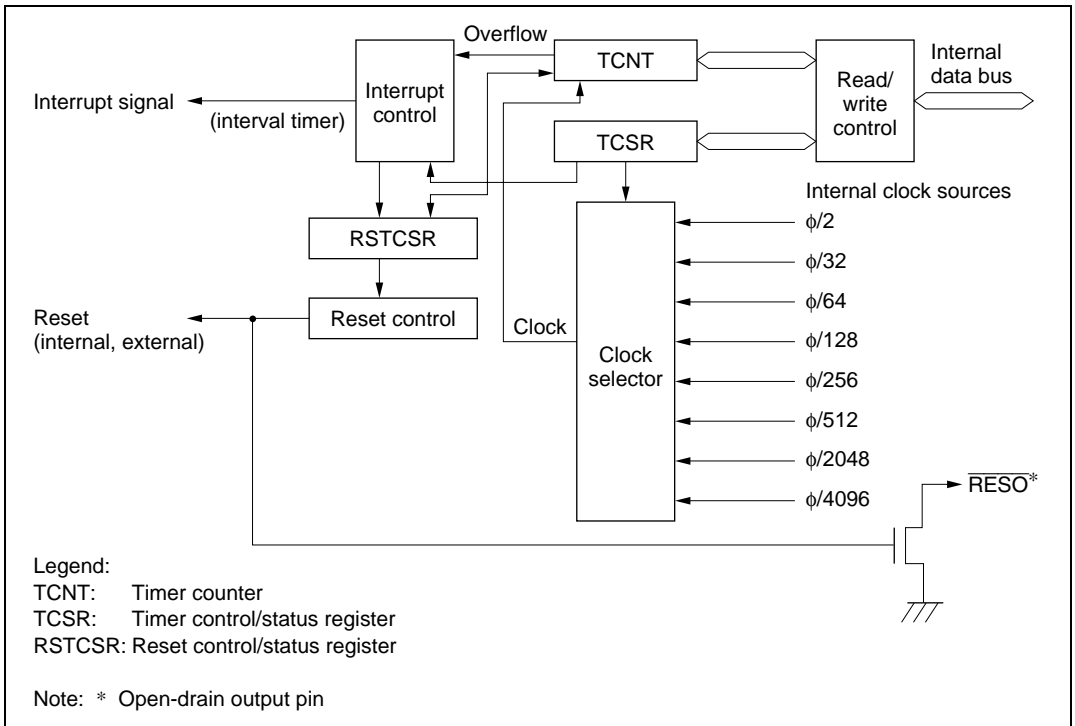 Overflow
TCNT
Internal
data bus
Read/
write
control
Interrupt
control
Interrupt signal
(interval timer)
TCSR
Internal clock sources
RSTCSR
ϕ/2
ϕ/32
ϕ/64
ϕ/128
ϕ/256
ϕ/512
ϕ/2048
ϕ/4096
Reset control
Reset
(internal, external)
Clock
Clock
selector
RESO*
Legend:
TCNT: Timer counter
TCSR: Timer control/status register
RSTCSR: Reset control/status register
Note: * Open-drain output pin